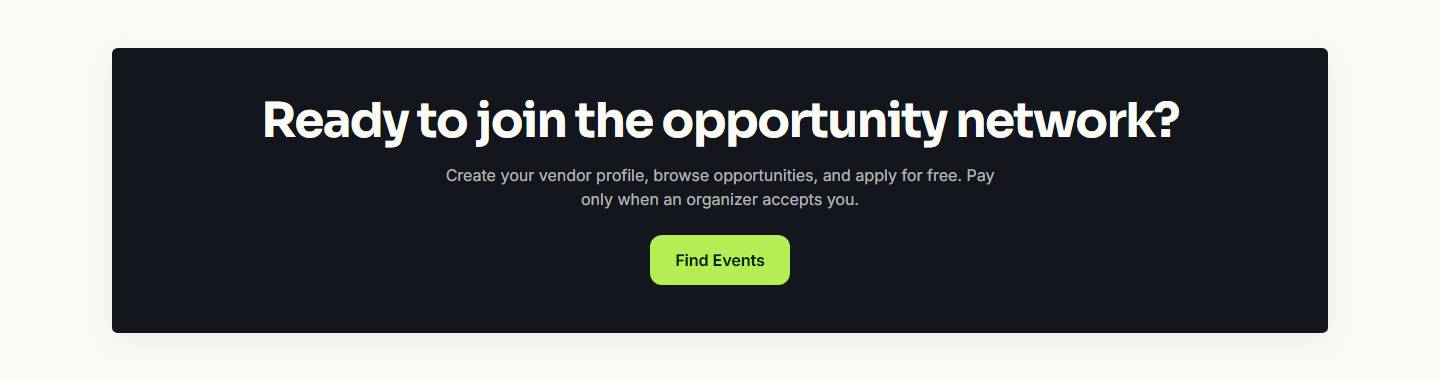 Ready to join the opportunity network?
Create your vendor profile, browse opportunities, and apply for free. Pay
only when an organizer accepts you.
Find Events